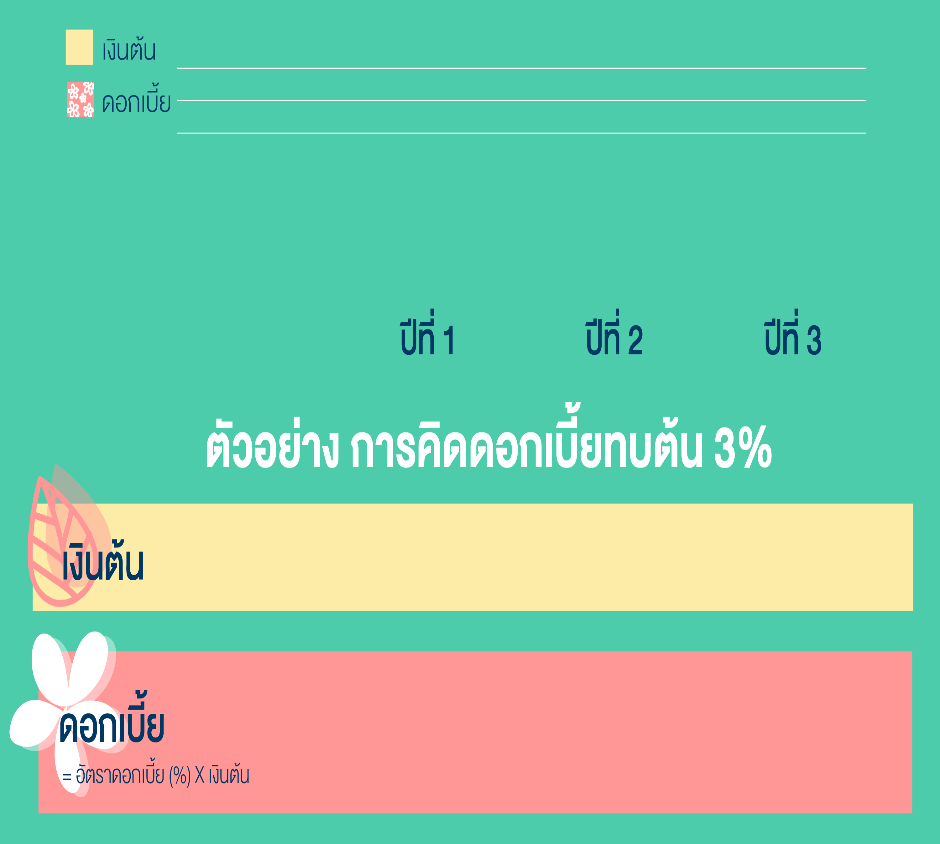 เงินต้น
ดอกเบี้ย
ปีที่ 1 ปีที่ 2 ปีที่ 3
ตัวอย่าง การคิดดอกเบี้ยทบต้น 3%
เงินต้น
ดอกเบี้ย
= อัตราดอกเบี้ย (%) X เงินต้น